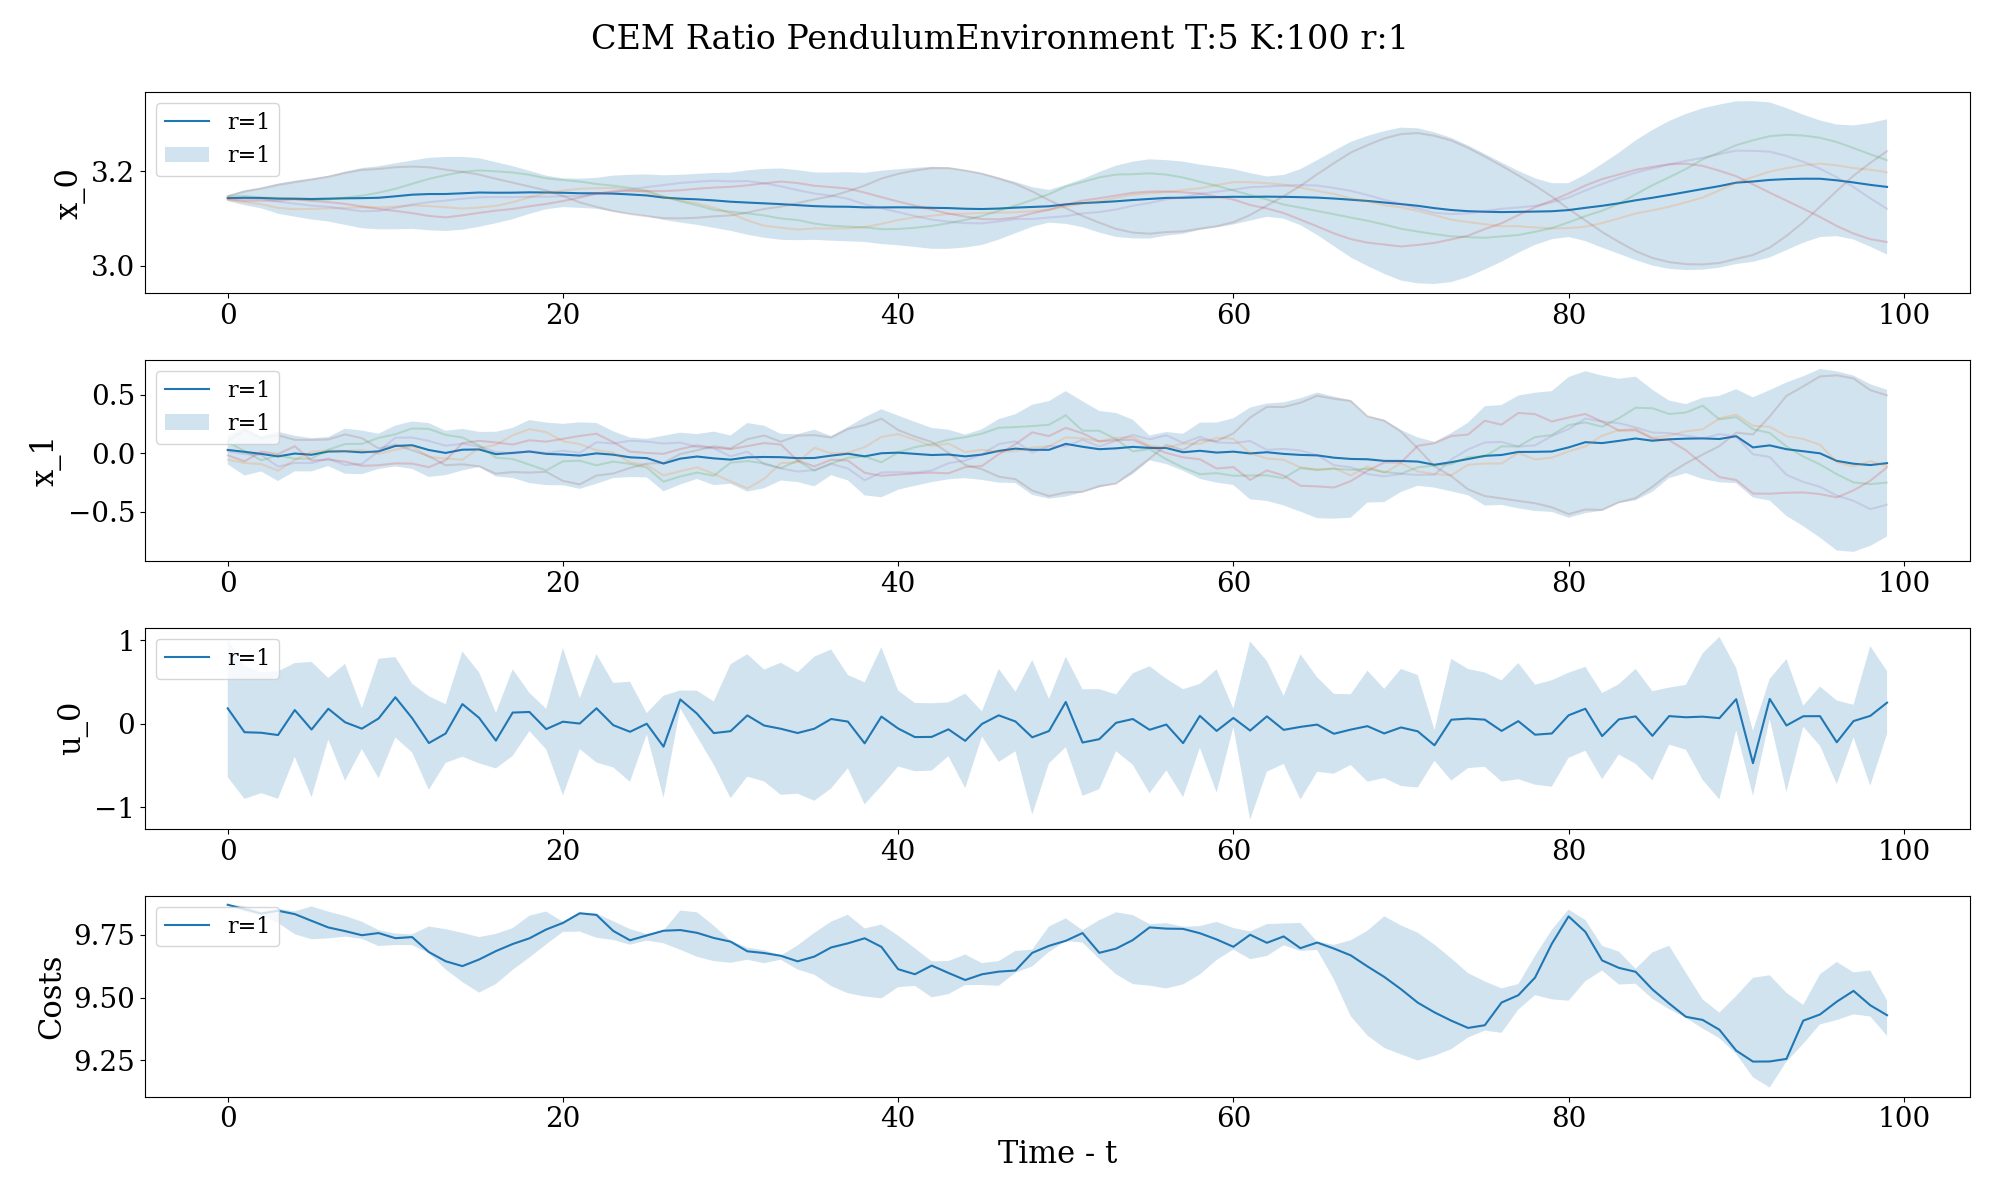 CEM Ratio PendulumEnvironment T:5 K:100 r:1
x_0
3.2
3.0
r=1
r=1
0 20 40 60 80 100
x_1
0.5
0.0
−0.5
r=1
r=1
0 20 40 60 80 100
u_0
1
0
−1
r=1
0 20 40 60 80 100
Costs
9.75
9.50
9.25
r=1
0 20 40 60 80 100
Time - t